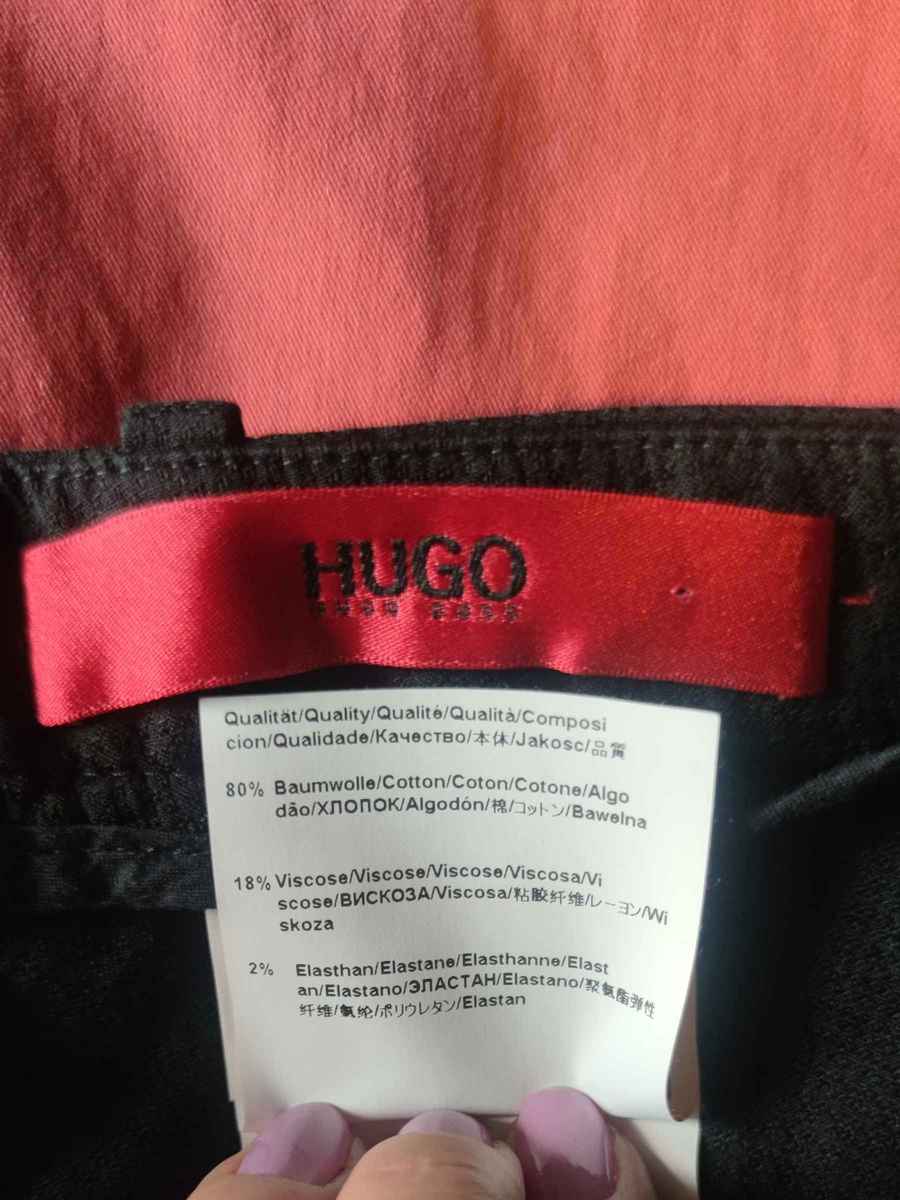 HUGO
HUGO BOSS
Qualität/Quality/Qualité/Qualità/Composi
cion/Qualidade/Качество/本体/Jakosc/品質
80% Baumwolle/Cotton/Coton/Cotone/Algo
dão/ХЛОПОК/Algodón/棉/コットン/Bawelna
18% Viscose/Viscose/Viscose/Viscosa/Vi
scose/ВИСКОЗА/Viscosa/粘胶纤维/レーヨン/Wi
skoza
2% Elasthan/Elastane/Elasthanne/Elast
an/Elastano/ЭЛАСТАН/Elastano/聚氨酯弹性
纤维/氨纶/ポリウレタン/Elastan